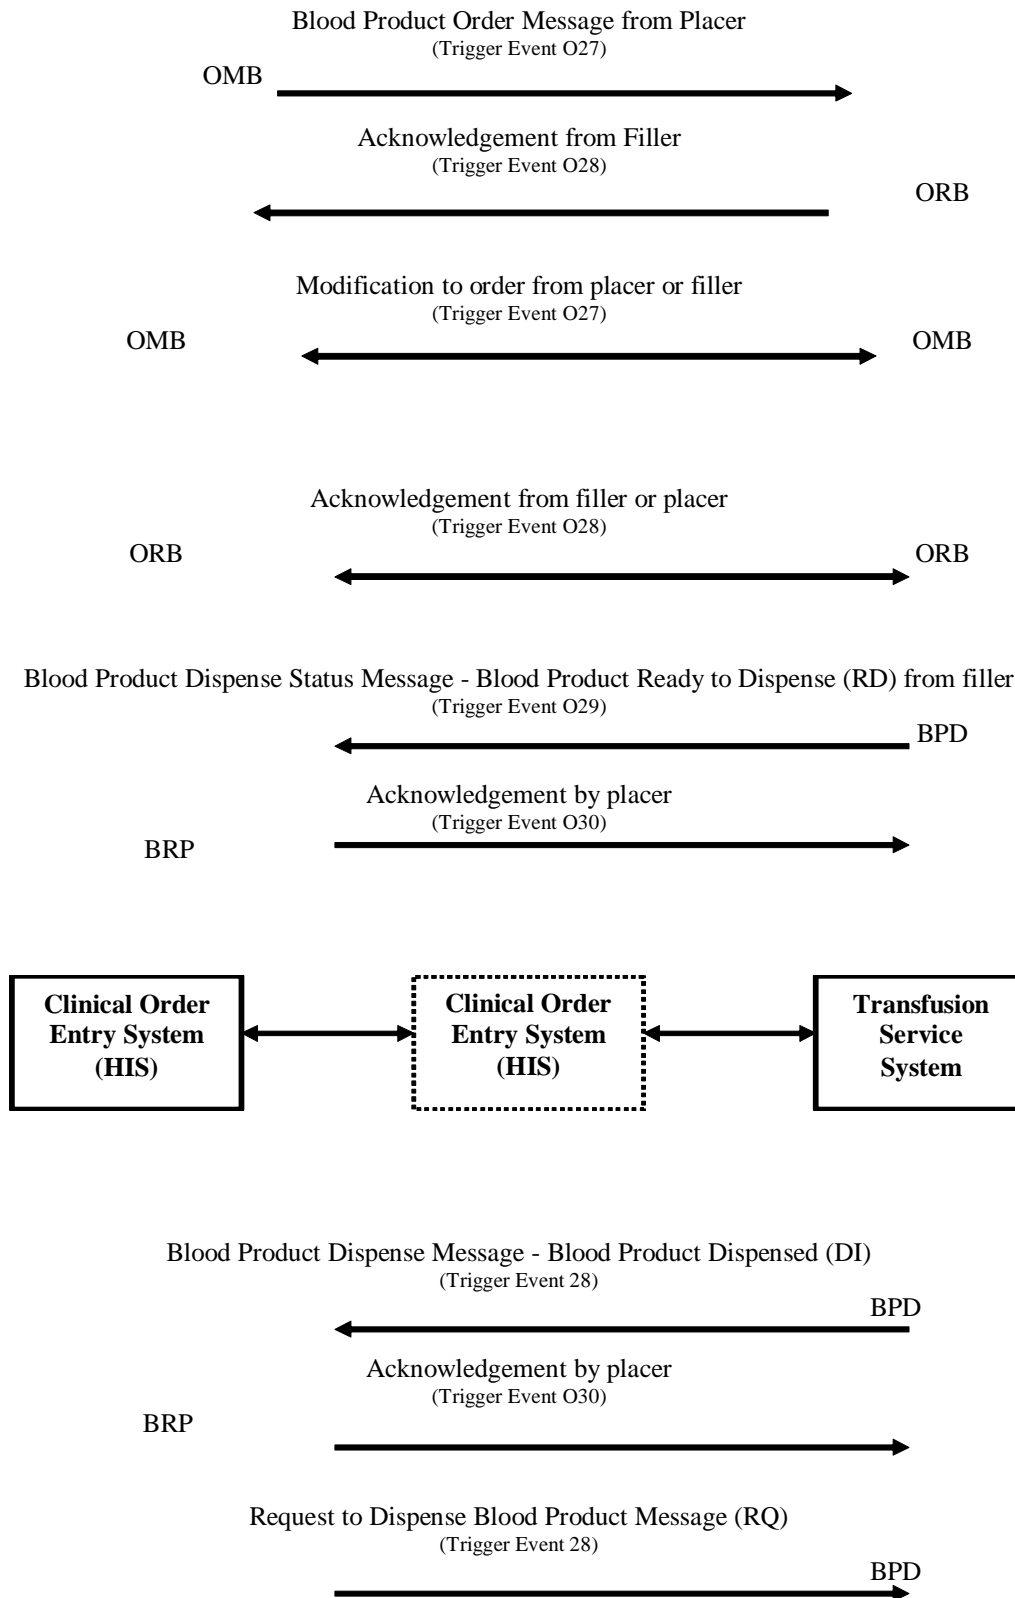 Blood Product Order Message from Placer
(Trigger Event O27)
OMB
Acknowledgement from Filler
(Trigger Event O28)
ORB
Modification to order from placer or filler
(Trigger Event O27)
OMB
OMB
Acknowledgement from filler or placer
(Trigger Event O28)
ORB
ORB
Blood Product Dispense Status Message - Blood Product Ready to Dispense (RD) from filler
(Trigger Event O29)
BPD
Acknowledgement by placer
(Trigger Event O30)
BRP
Clinical Order
Entry System
(HIS)
Clinical Order
Entry System
(HIS)
Transfusion
Service
System
Blood Product Dispense Message - Blood Product Dispensed (DI)
(Trigger Event 28)
BPD
Acknowledgement by placer
(Trigger Event O30)
BRP
Request to Dispense Blood Product Message (RQ)
(Trigger Event 28)
BPD